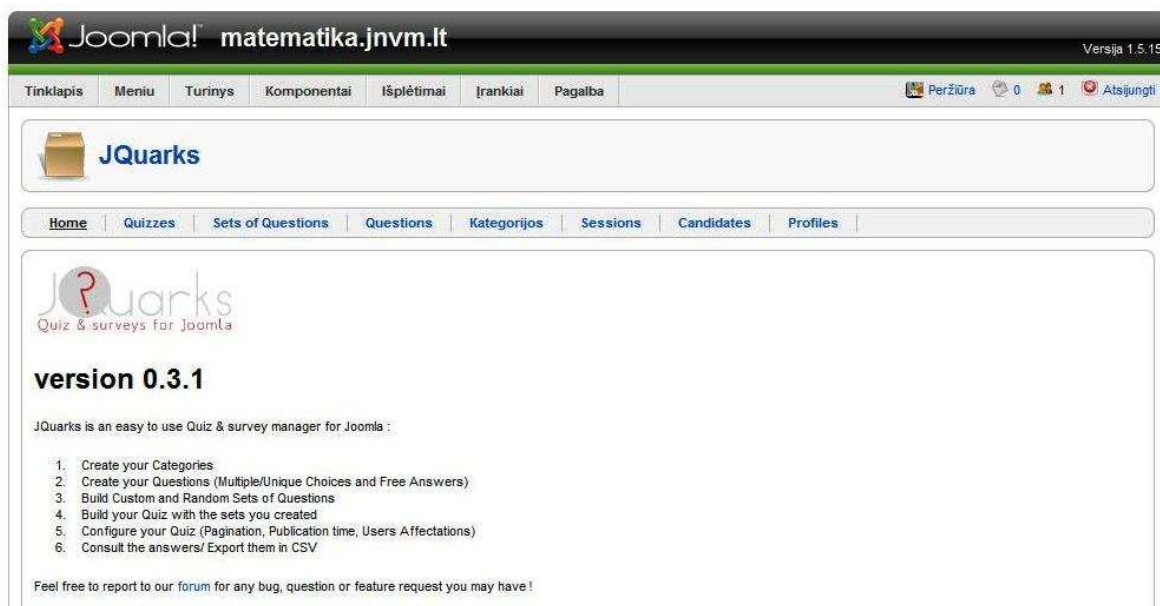 Joomla!™ matematika.jnvm.lt
Versija 1.5.15
Tinklapis Meniu Turinys Komponentai Išplėtimai Įrankiai Pagalba Peržiūra 0 1 Atsijungti
JQuarks
Home Quizzes Sets of Questions Questions Kategorijos Sessions Candidates Profiles
J?uarks
Quiz & surveys for Joomla
version 0.3.1
JQuarks is an easy to use Quiz & survey manager for Joomla :
1. Create your Categories
2. Create your Questions (Multiple/Unique Choices and Free Answers)
3. Build Custom and Random Sets of Questions
4. Build your Quiz with the sets you created
5. Configure your Quiz (Pagination, Publication time, Users Affectations)
6. Consult the answers/ Export them in CSV
Feel free to report to our forum for any bug, question or feature request you may have !